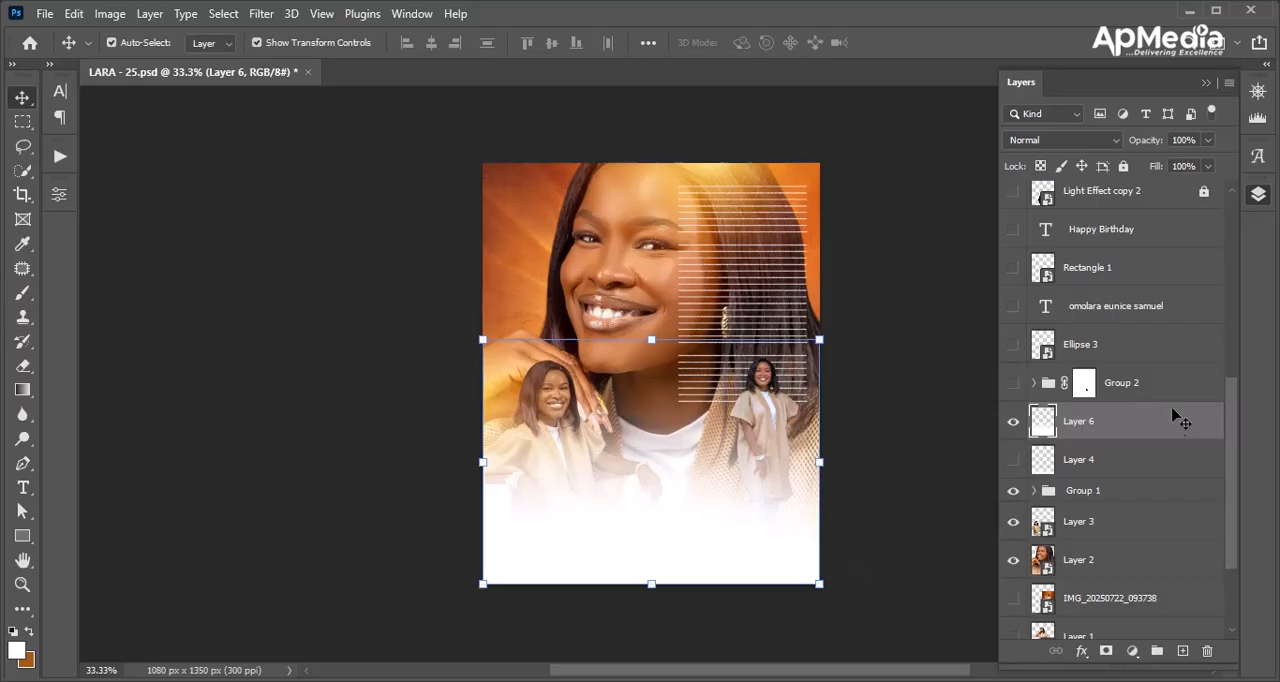 Ps File Edit Image Layer Type Select Filter 3D View Plugins Window Help
ApMedia
...Delivering Excellence
Auto-Select: Layer Show Transform Controls 3D Mode:
LARA - 25.psd @ 33.3% (Layer 6, RGB/8#) * ×
Layers
Kind
Normal Opacity: 100%
Lock: Fill: 100%
Light Effect copy 2
Happy Birthday
Rectangle 1
omolara eunice samuel
Ellipse 3
Group 2
Layer 6
Layer 4
Group 1
Layer 3
Layer 2
IMG_20250722_093738
Layer 1
33.33% 1080 px x 1350 px (300 ppi)